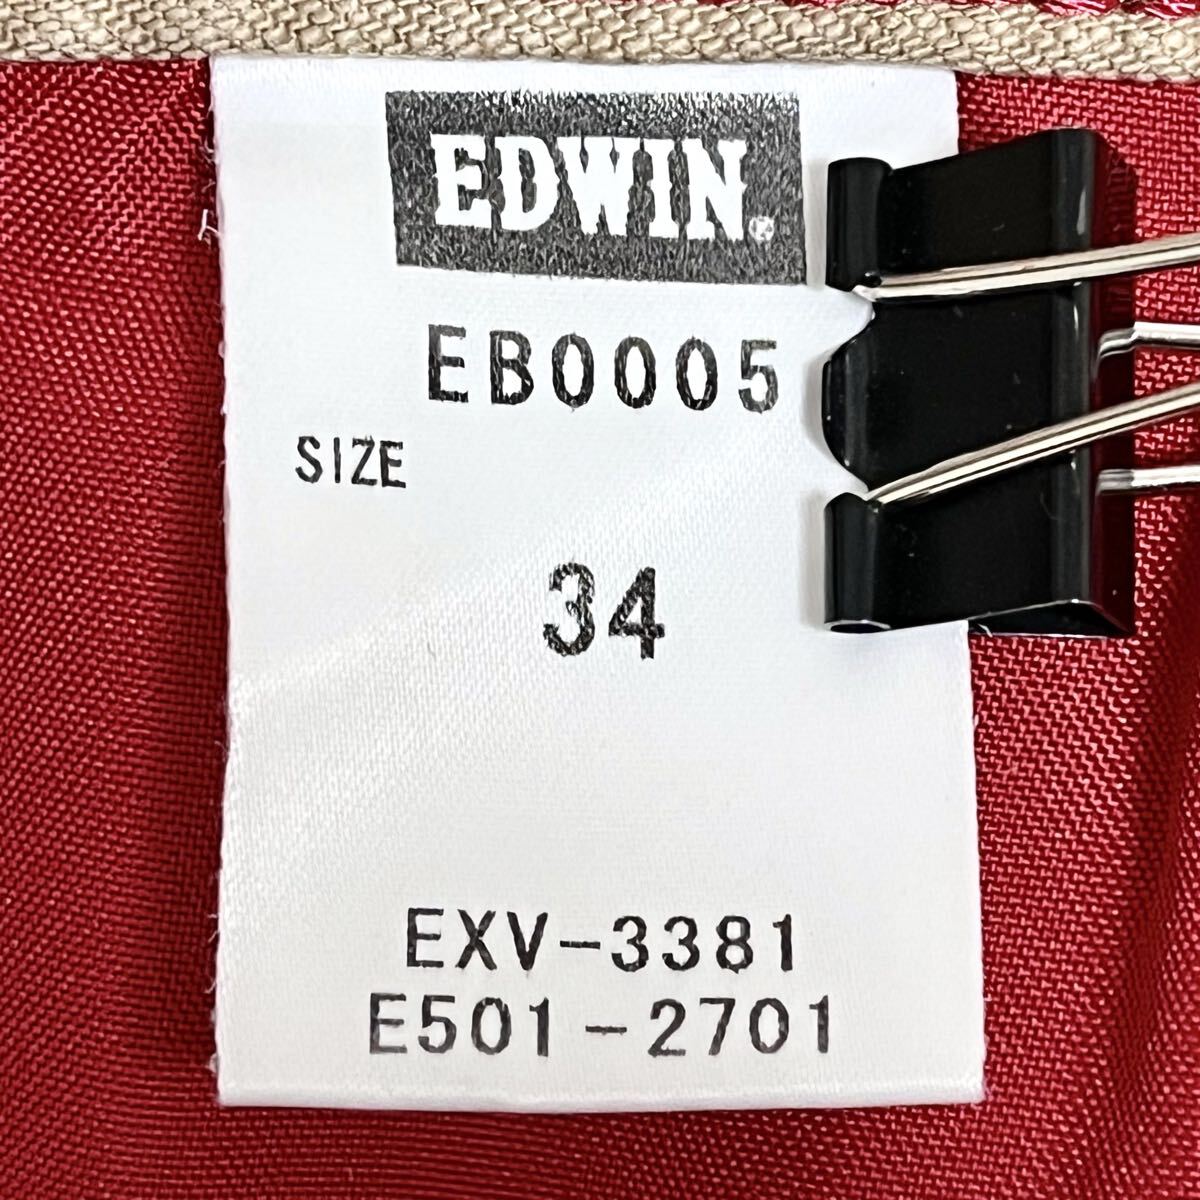 EDWIN®
EB0005
SIZE
34
EXV-3381
E501-2701